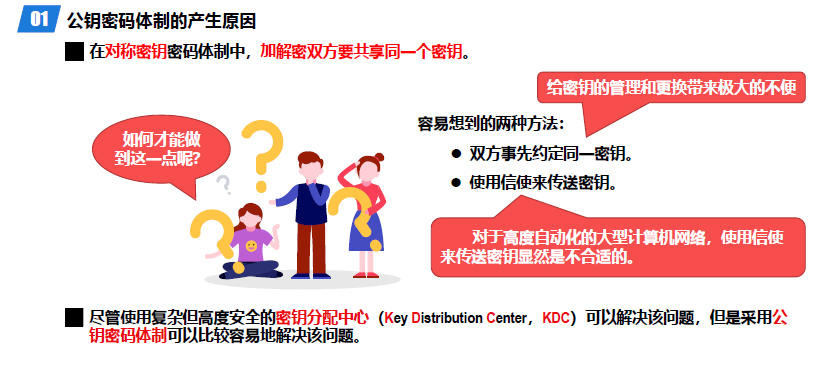 01 公钥密码体制的产生原因
在对称密钥密码体制中，加解密双方要共享同一个密钥。
给密钥的管理和更换带来极大的不便
如何才能做
到这一点呢？
容易想到的两种方法：
双方事先约定同一密钥。
使用信使来传送密钥。
对于高度自动化的大型计算机网络，使用信使
来传送密钥显然是不合适的。
尽管使用复杂但高度安全的密钥分配中心（Key Distribution Center，KDC）可以解决该问题，但是采用公
钥密码体制可以比较容易地解决该问题。